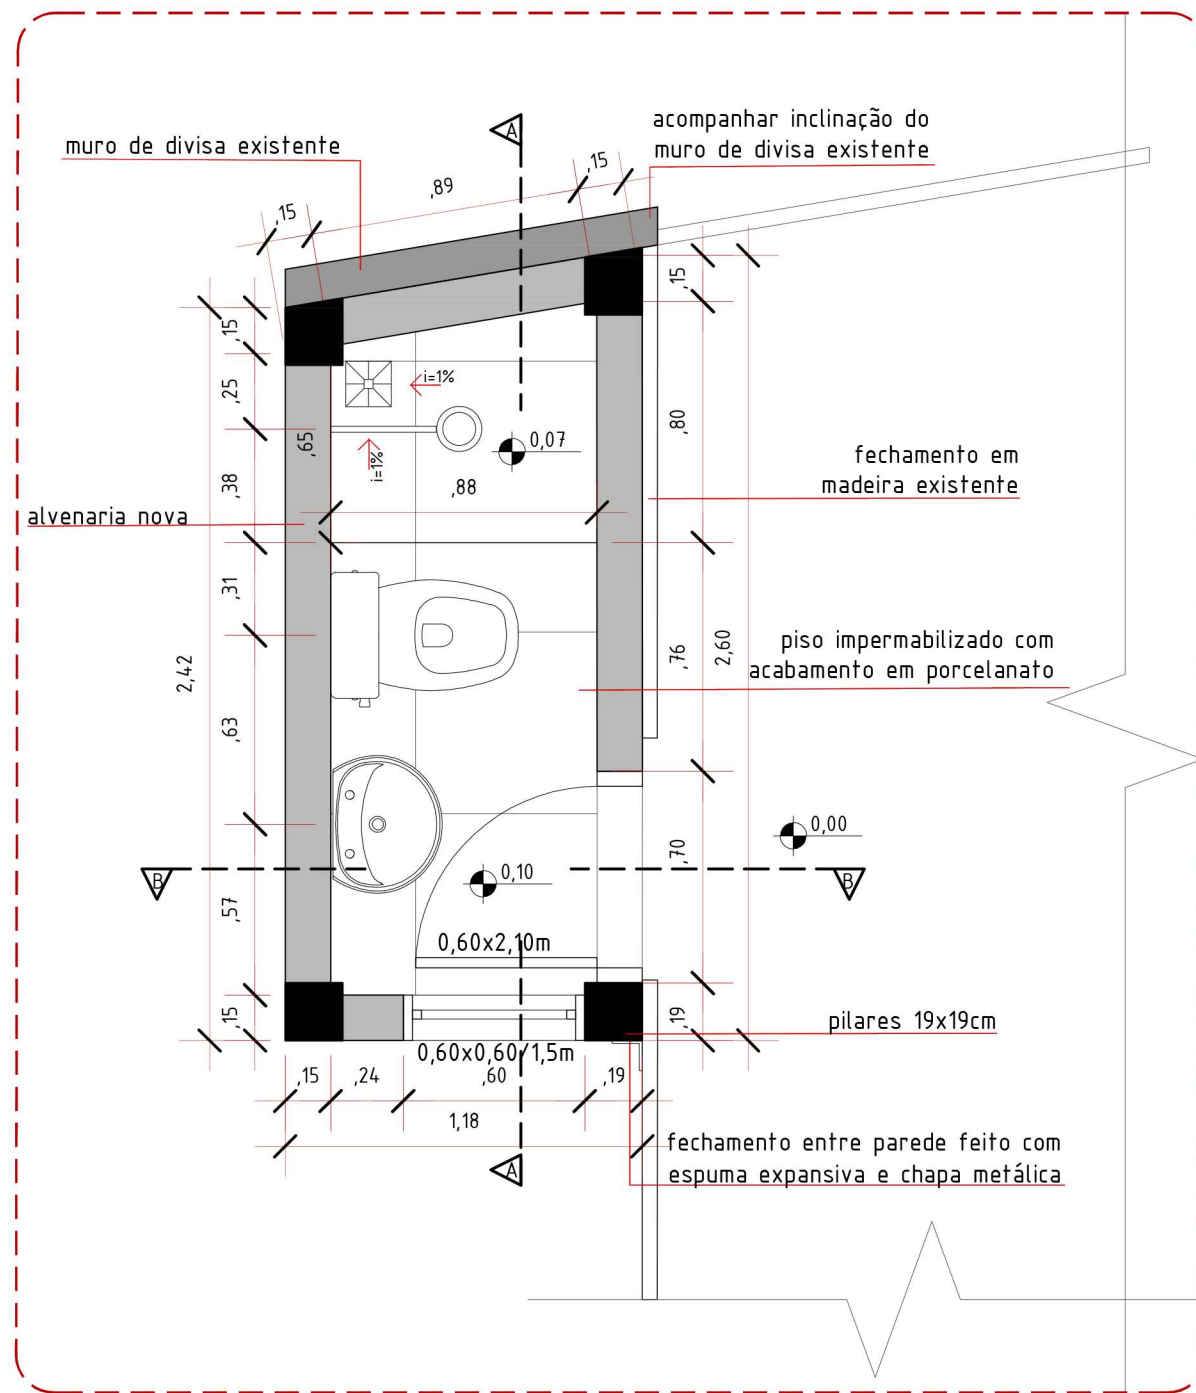 A
acompanhar inclinação do
muro de divisa existente
muro de divisa existente
,15
,89
,15
,15
,15
,25
i=1%
,65
0,07
,80
i=1%
,38
,88
fechamento em
madeira existente
alvenaria nova
,31
2,42
,76
2,60
piso impermabilizado com
acabamento em porcelanato
,63
0,00
,70
B
0,10
B
,57
0,60x2,10m
,15
,19
pilares 19x19cm
0,60x0,60/1,5m
,15
,24
,60
,19
1,18
fechamento entre parede feito com
espuma expansiva e chapa metálica
A